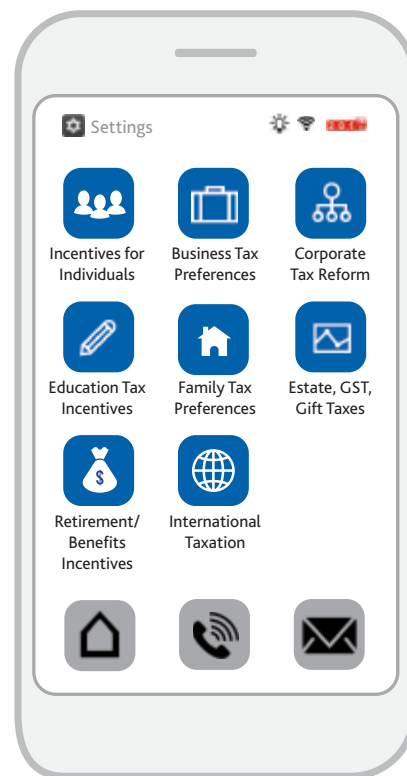 Settings
Incentives for
Individuals
Business Tax
Preferences
Corporate
Tax Reform
Education Tax
Incentives
Family Tax
Preferences
Estate, GST,
Gift Taxes
$
Retirement/
Benefits
Incentives
International
Taxation